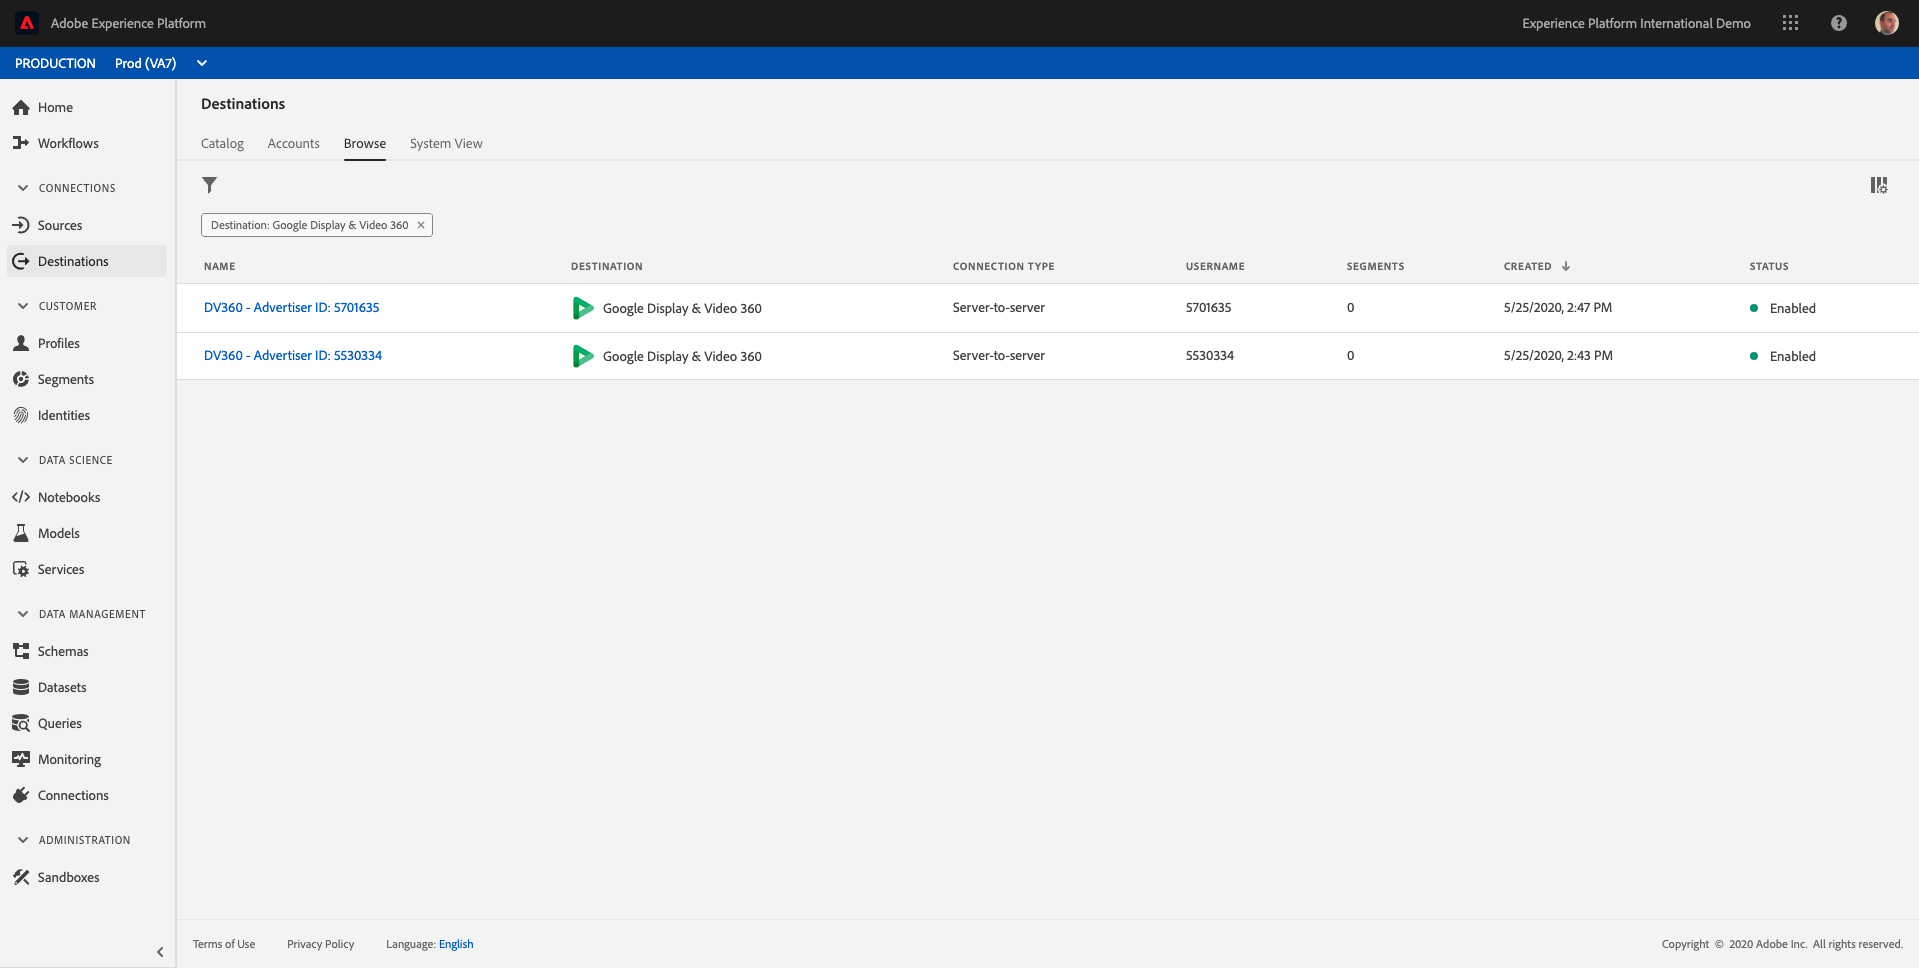 Adobe Experience Platform
Experience Platform International Demo
PRODUCTION Prod (VA7)
Home
Workflows
CONNECTIONS
Sources
Destinations
CUSTOMER
Profiles
Segments
Identities
DATA SCIENCE
Notebooks
Models
Services
DATA MANAGEMENT
Schemas
Datasets
Queries
Monitoring
Connections
ADMINISTRATION
Sandboxes
Destinations
Catalog Accounts Browse System View
Destination: Google Display & Video 360
NAME DESTINATION CONNECTION TYPE USERNAME SEGMENTS CREATED STATUS
DV360 - Advertiser ID: 5701635 Google Display & Video 360 Server-to-server 5701635 0 5/25/2020, 2:47 PM Enabled
DV360 - Advertiser ID: 5530334 Google Display & Video 360 Server-to-server 5530334 0 5/25/2020, 2:43 PM Enabled
Terms of Use Privacy Policy Language: English
Copyright © 2020 Adobe Inc. All rights reserved.